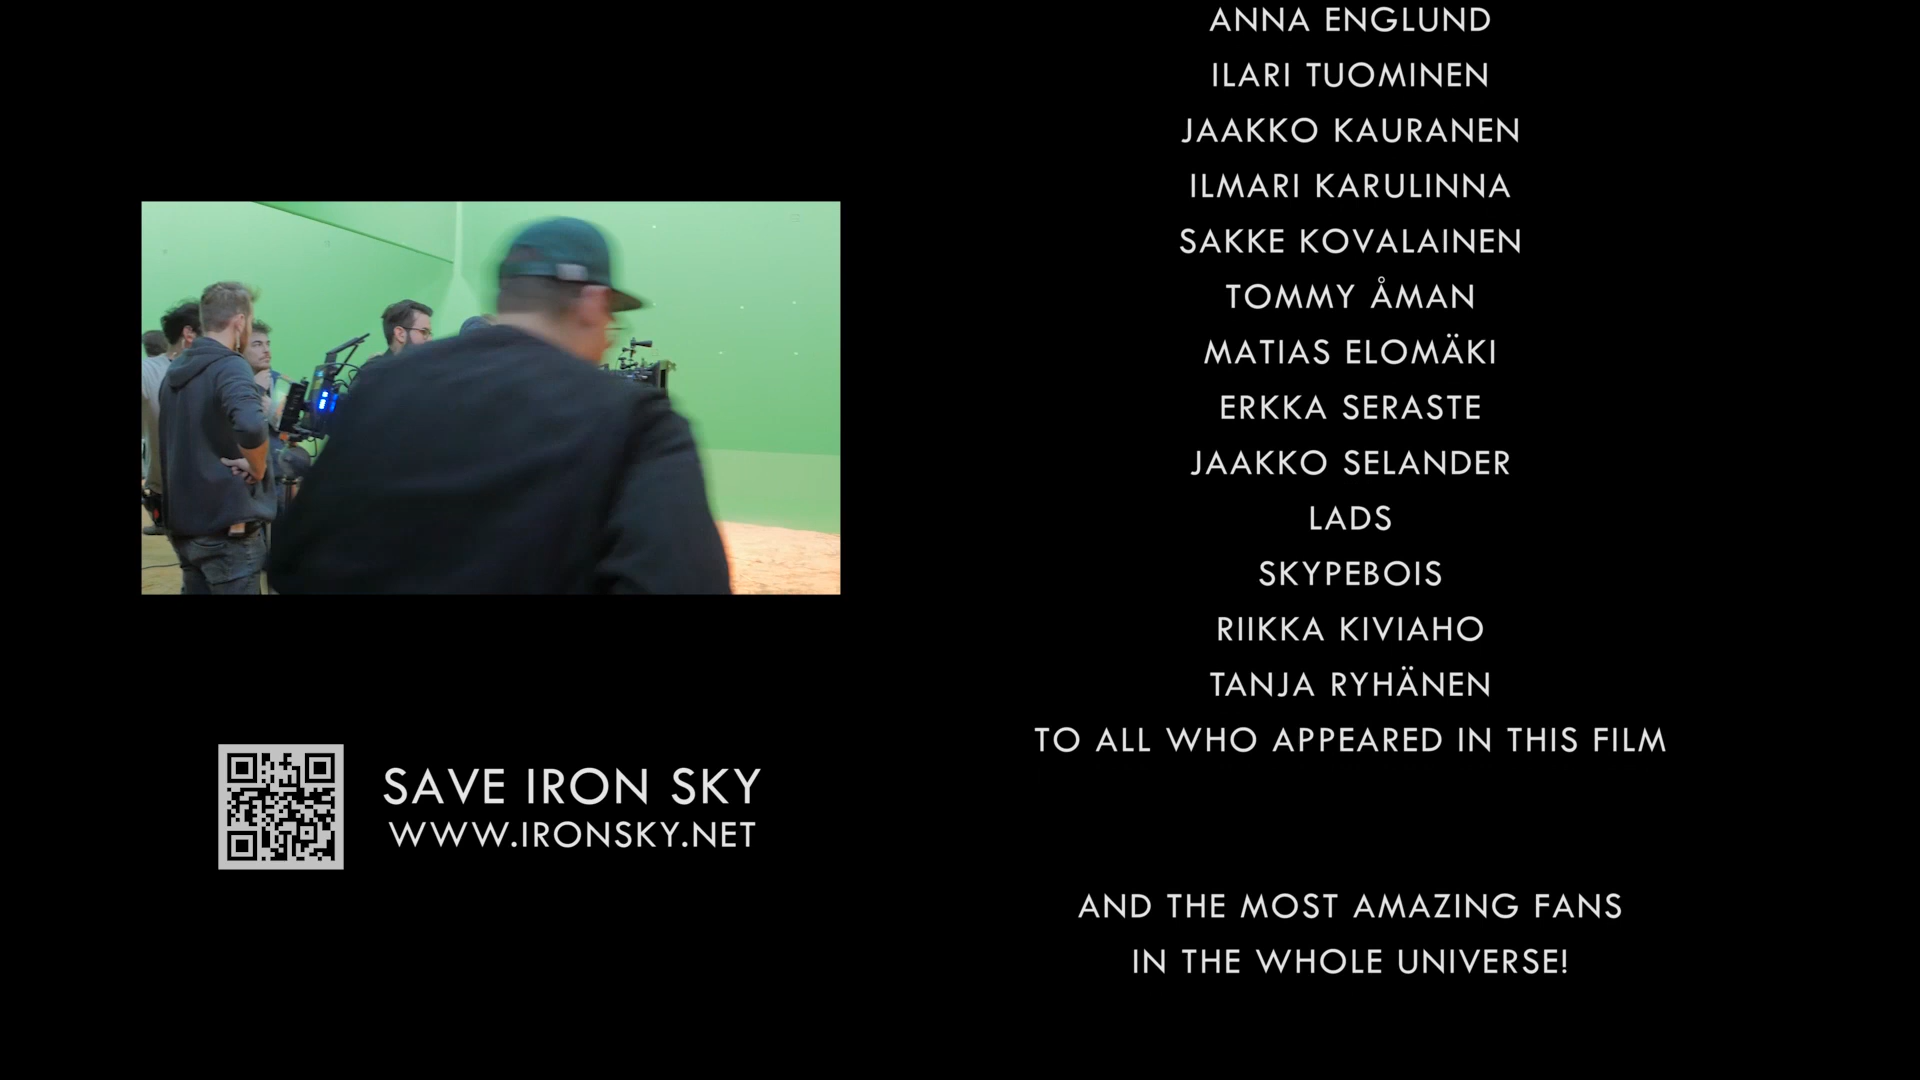 ANNA ENGLUND
ILARI TUOMINEN
JAAKKO KAURANEN
ILMARI KARULINNA
SAKKE KOVALAINEN
TOMMY ÅMAN
MATIAS ELOMÄKI
ERKKA SERASTE
JAAKKO SELANDER
LADS
SKYPEBOIS
RIIKKA KIVIAHO
TANJA RYHÄNEN
TO ALL WHO APPEARED IN THIS FILM
AND THE MOST AMAZING FANS
IN THE WHOLE UNIVERSE!
SAVE IRON SKY
WWW.IRONSKY.NET